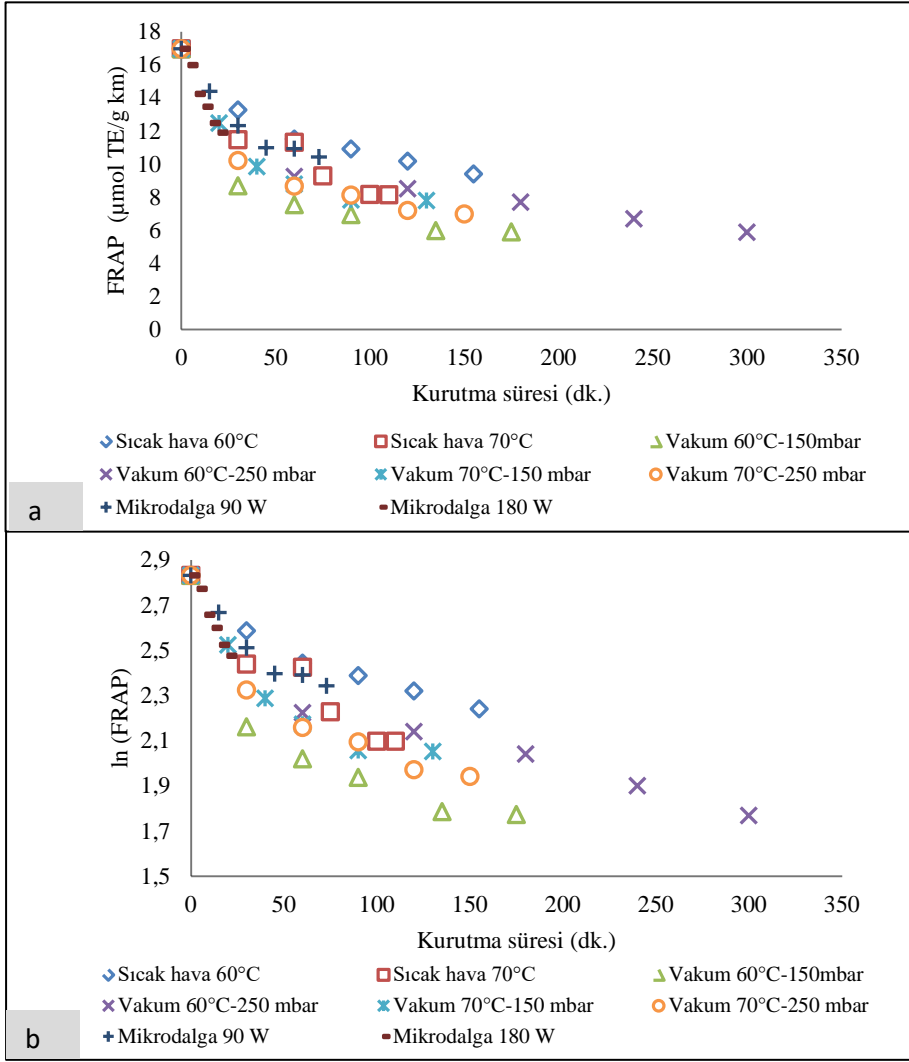 18
16
14
12
10
8
6
4
2
0
FRAP (µmol TE/g km)
0 50 100 150 200 250 300 350
Kurutma süresi (dk.)
Sıcak hava 60°C Sıcak hava 70°C Vakum 60°C-150mbar
Vakum 60°C-250 mbar Vakum 70°C-150 mbar Vakum 70°C-250 mbar
Mikrodalga 90 W Mikrodalga 180 W
a
2,9
2,7
2,5
2,3
2,1
1,9
1,7
1,5
ln (FRAP)
0 50 100 150 200 250 300 350
Kurutma süresi (dk.)
Sıcak hava 60°C Sıcak hava 70°C Vakum 60°C-150mbar
Vakum 60°C-250 mbar Vakum 70°C-150 mbar Vakum 70°C-250 mbar
Mikrodalga 90 W Mikrodalga 180 W
b